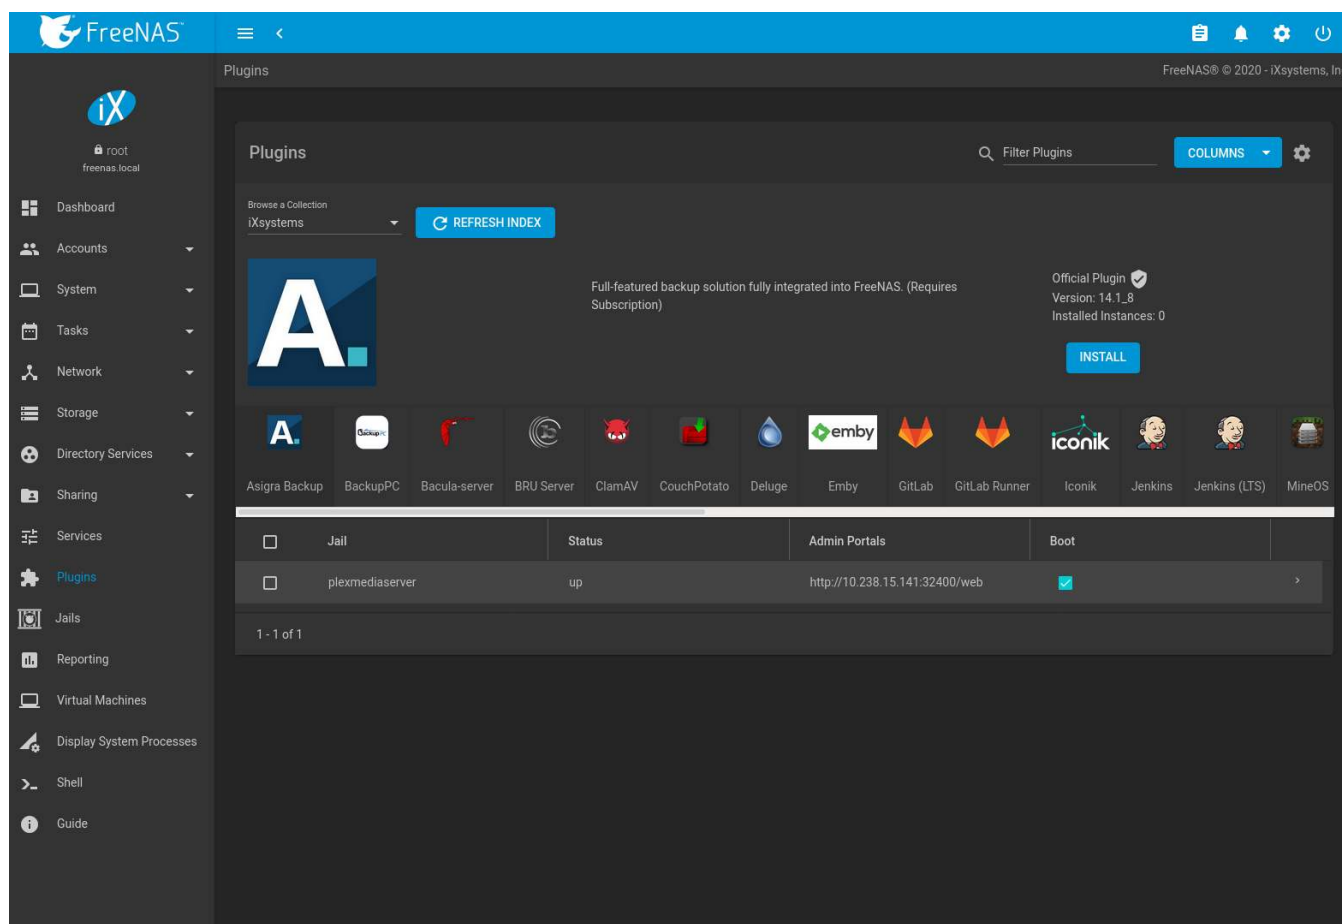 FreeNAS
Plugins
FreeNAS® © 2020 - iXsystems, In
iX
root
freenas.local
Dashboard
Accounts
System
Tasks
Network
Storage
Directory Services
Sharing
Services
Plugins
Jails
Reporting
Virtual Machines
Display System Processes
Shell
Guide
Plugins
Filter Plugins
COLUMNS
Browse a Collection
iXsystems
REFRESH INDEX
A.
Full-featured backup solution fully integrated into FreeNAS. (Requires
Subscription)
Official Plugin
Version: 14.1_8
Installed Instances: 0
INSTALL
A. BackupPC emby iconik
Asigra Backup BackupPC Bacula-server BRU Server ClamAV CouchPotato Deluge Emby GitLab GitLab Runner Iconik Jenkins Jenkins (LTS) MineOS
Jail Status Admin Portals Boot
plexmediaserver up http://10.238.15.141:32400/web
1 - 1 of 1